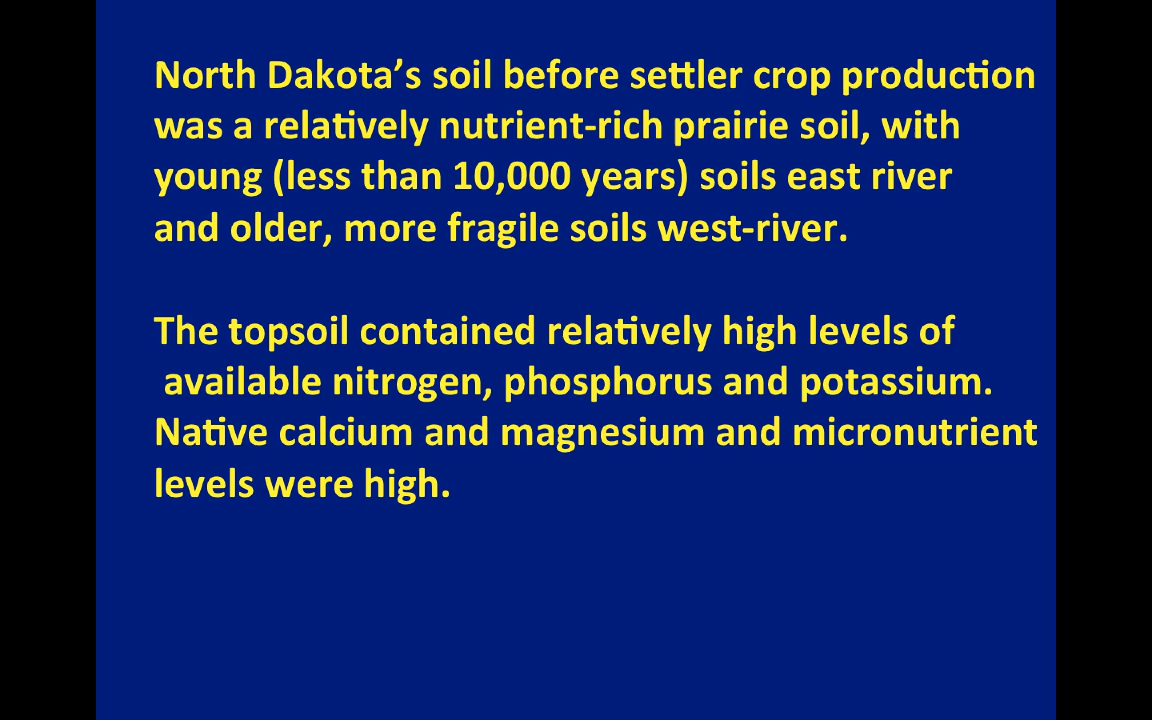 North Dakota’s soil before settler crop production
was a relatively nutrient-rich prairie soil, with
young (less than 10,000 years) soils east river
and older, more fragile soils west-river.
The topsoil contained relatively high levels of
available nitrogen, phosphorus and potassium.
Native calcium and magnesium and micronutrient
levels were high.